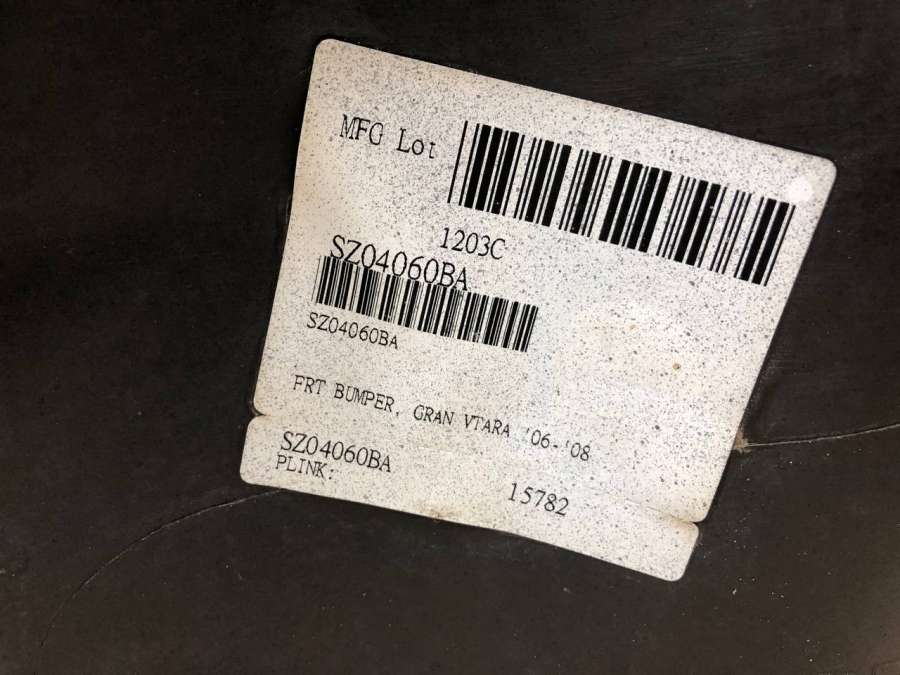 MFG Lot
1203C
SZ04060BA
SZ04060BA
FRT BUMPER, GRAN VTARA '06-'08
SZ04060BA
PLINK:
15782